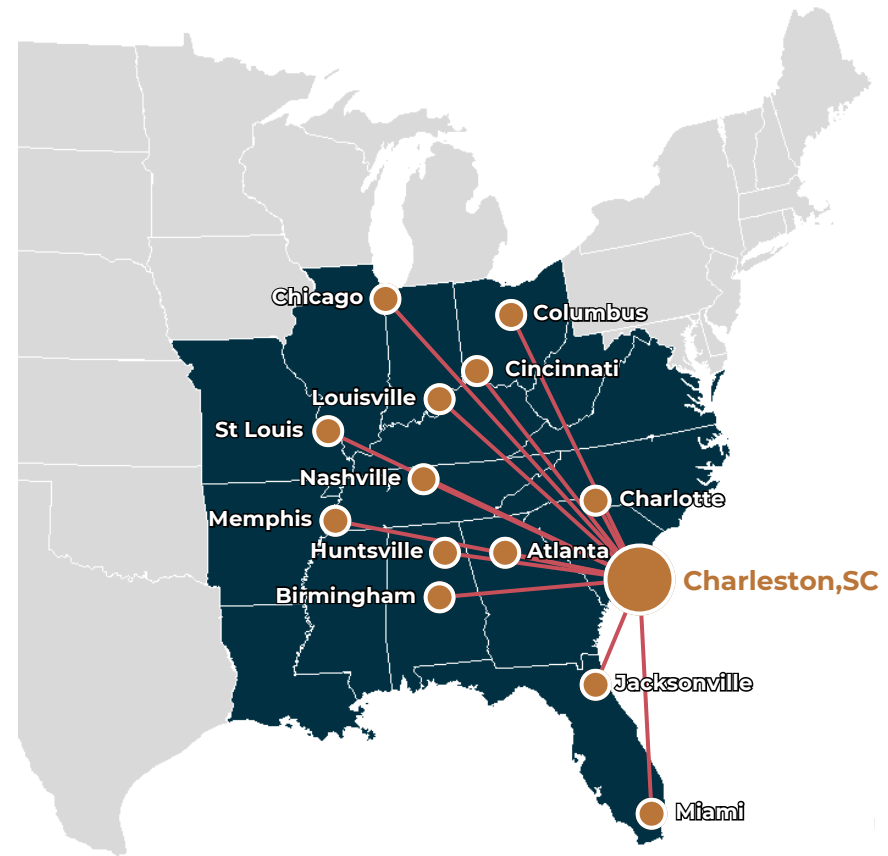 Chicago
Columbus
Cincinnati
Louisville
St Louis
Nashville
Charlotte
Memphis
Huntsville
Atlanta
Charleston,SC
Birmingham
Jacksonville
Miami